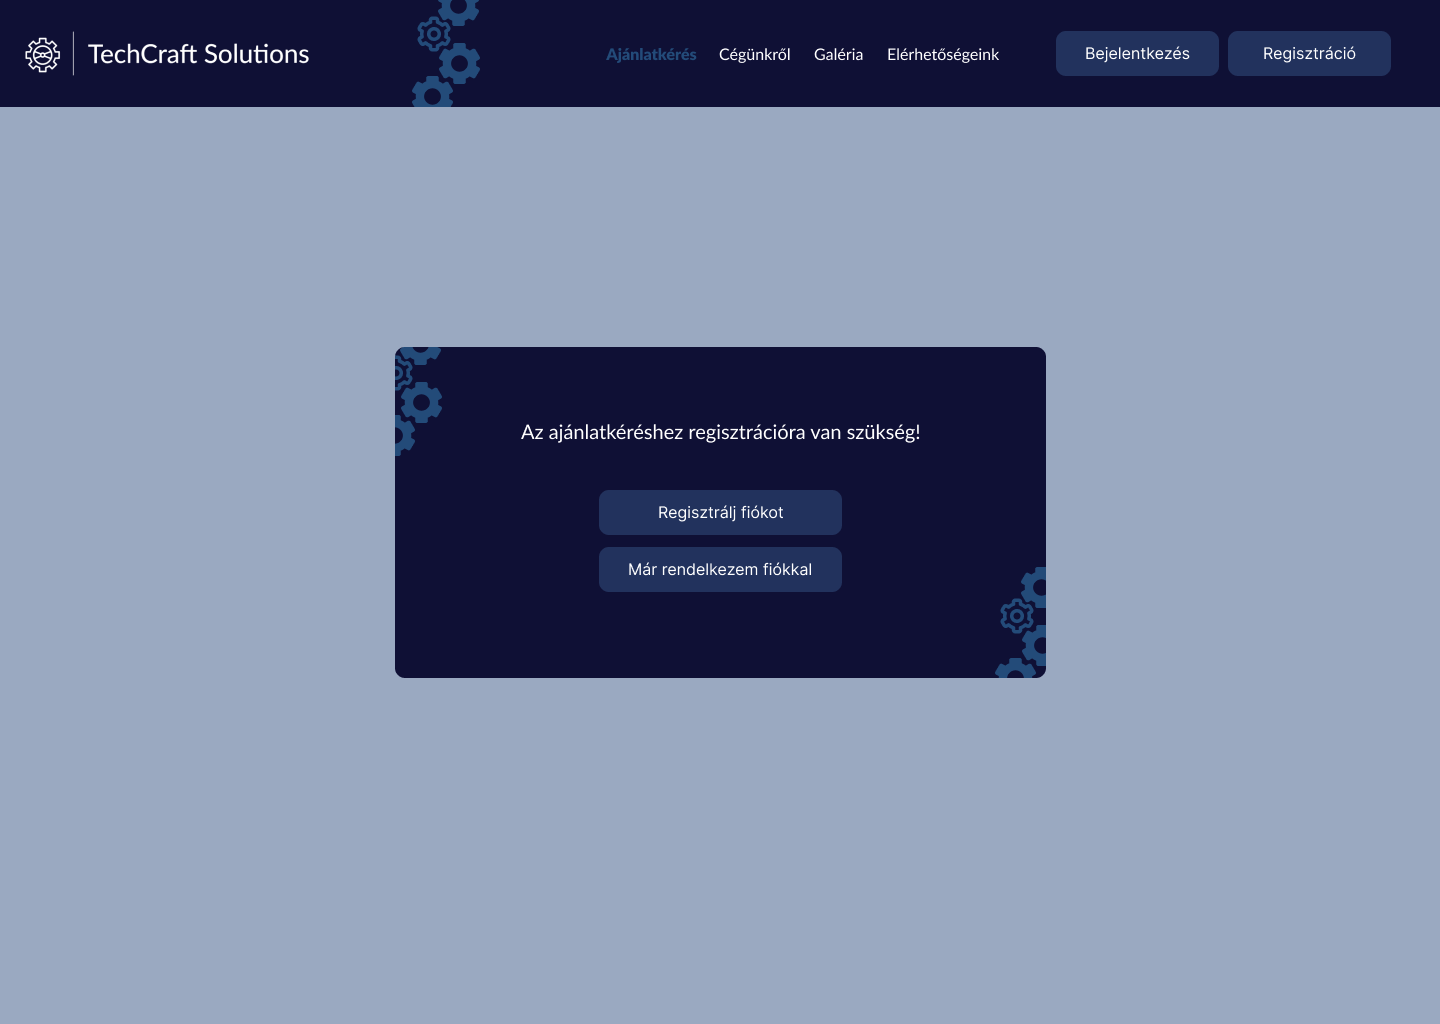 TechCraft Solutions
Ajánlatkérés Cégünkről Galéria Elérhetőségeink Bejelentkezés Regisztráció
Az ajánlatkéréshez regisztrációra van szükség!
Regisztrálj fiókot
Már rendelkezem fiókkal